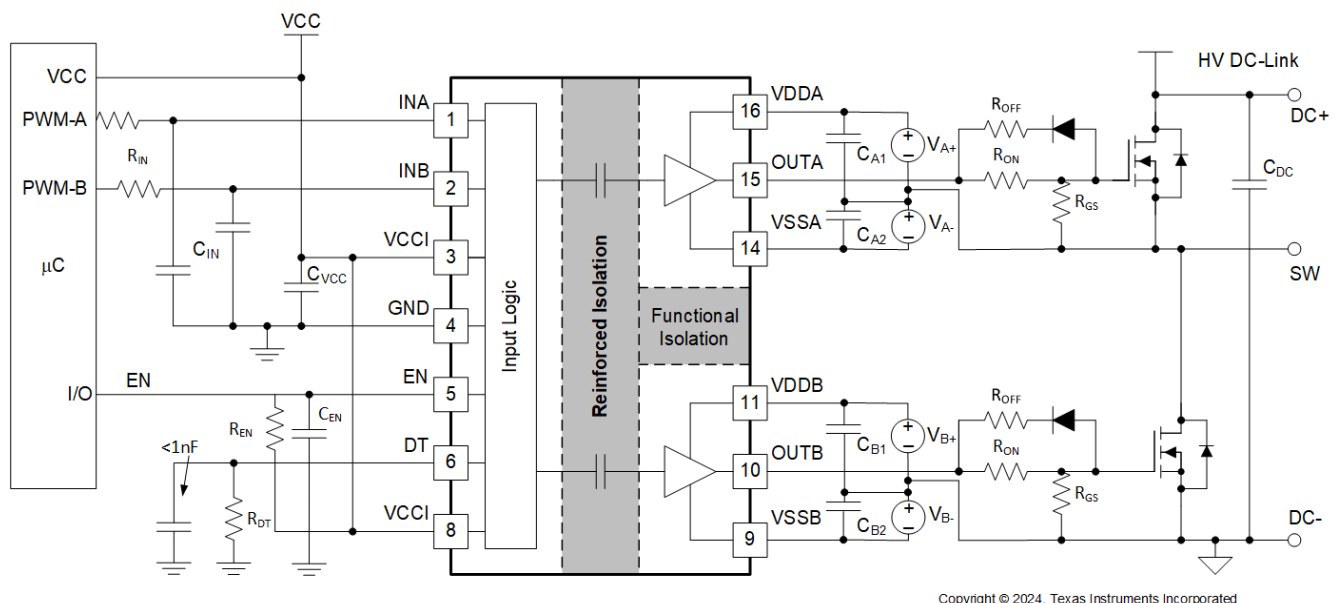 VCC
HV DC-Link
VCC
INA
16
VDDA
ROFF
DC+
PWM-A
1
CA1
VA+
RIN
OUTA
RON
INB
15
CDC
PWM-B
2
RGS
VSSA
CA2
VA-
CIN
VCCI
14
3
SW
µC
CVCC
GND
Functional
Isolation
4
Input Logic
Reinforced Isolation
EN
I/O
EN
5
VDDB
11
ROFF
REN
CEN
CB1
VB+
<1nF
DT
OUTB
RON
6
10
RGS
RDT
VCCI
VSSB
CB2
VB-
8
9
DC-
Copyright © 2024, Texas Instruments Incorporated